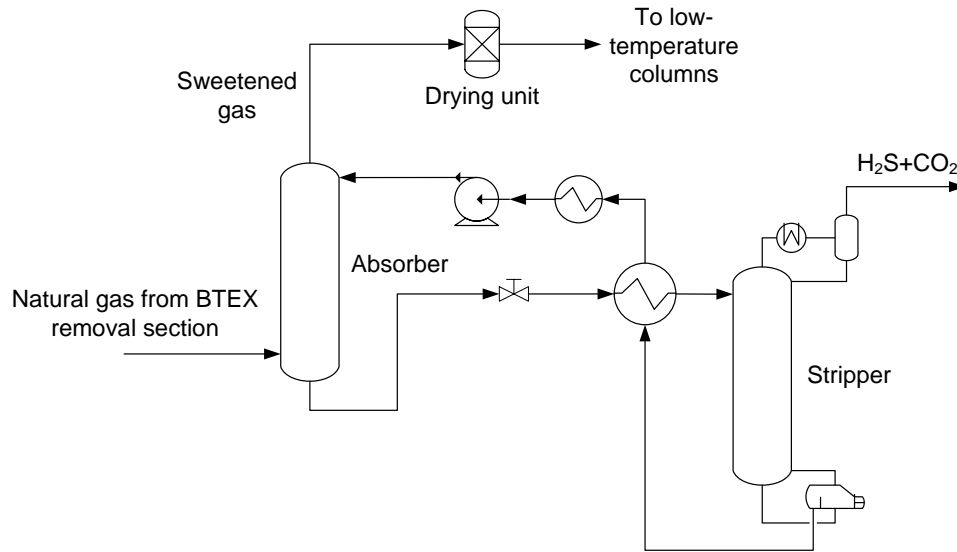 To low-
temperature
columns
Sweetened
gas
Drying unit
H₂S+CO₂
Absorber
Natural gas from BTEX
removal section
Stripper